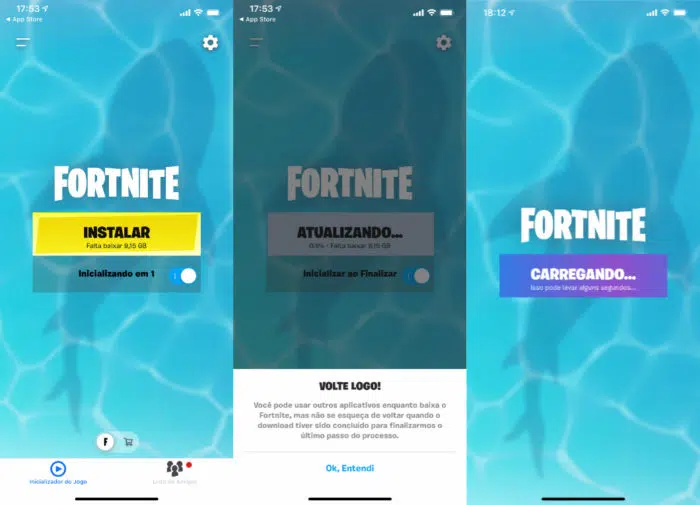 17:53
App Store
FORTNITE
INSTALAR
Falta baixar 9,15 GB
Inicializando em 1
F
Inicializador do Jogo
Lista de Amigos
17:53
App Store
FORTNITE
ATUALIZANDO...
0.0% - Falta baixar 9,15 GB
Inicializar ao Finalizar
VOLTE LOGO!
Você pode usar outros aplicativos enquanto baixa o
Fortnite, mas não se esqueça de voltar quando o
download tiver sido concluído para finalizarmos o
último passo do processo.
Ok, Entendi
18:12
FORTNITE
CARREGANDO...
Isso pode levar alguns segundos...